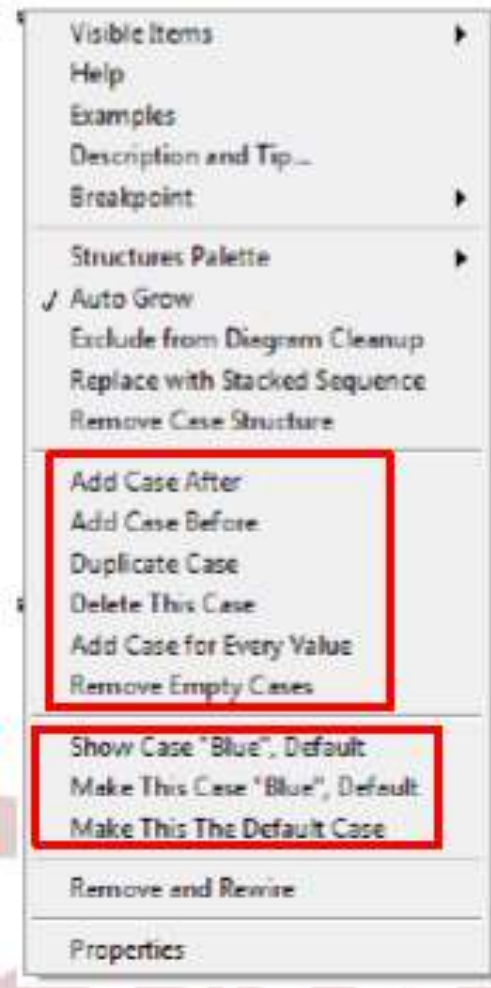 Visible Items
Help
Examples
Description and Tip...
Breakpoint
Structures Palette
Auto Grow
Exclude from Diagram Cleanup
Replace with Stacked Sequence
Remove Case Structure
Add Case After
Add Case Before
Duplicate Case
Delete This Case
Add Case for Every Value
Remove Empty Cases
Show Case "Blue", Default
Make This Case "Blue", Default
Make This The Default Case
Remove and Rewire
Properties